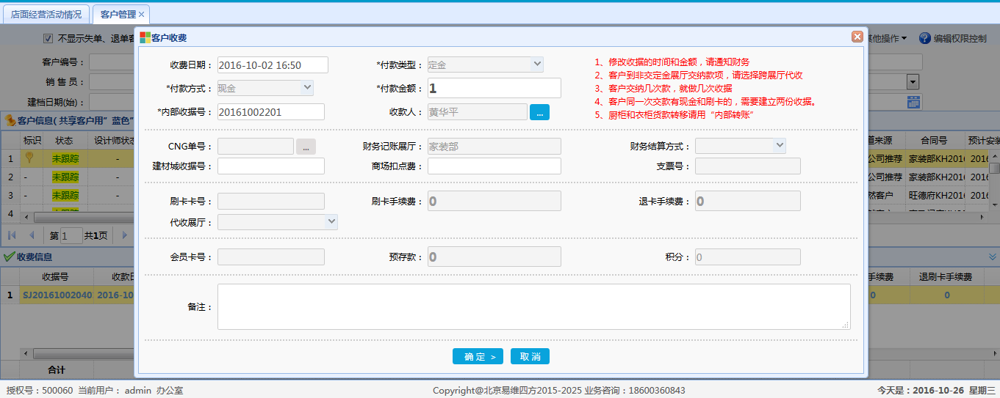 店面经营活动情况 客户管理
不显示失单、退单客
客户收费
其他操作 编辑权限控制
客户编号：
销 售 员：
建档日期(始)：
收费日期： 2016-10-02 16:50 *付款类型： 定金
*付款方式： 现金 *付款金额： 1
*内部收据号： 20161002201 收款人： 黄华平 ...
1、修改收据的时间和金额，请通知财务
2、客户到非交定金展厅交纳款项，请选择跨展厅代收
3、客户交纳几次款，就做几次收据
4、客户同一次交款有现金和刷卡的，需要建立两份收据。
5、厨柜和衣柜货款转移请用“内部转账”
CNG单号： ... 财务记账展厅： 家装部 财务结算方式：
建材城收据号： 商场扣点费： 支票号：
刷卡卡号： 刷卡手续费： 0 退卡手续费： 0
代收展厅：
会员卡号： 预存款： 0 积分： 0
备注：
确 定 > 取 消
客户信息( 共享客户用” 蓝色“
标识 状态 设计师状态 道来源 合同号 预计安装
1 未跟踪 - 公司推荐 家装部KH2016 2016
2 - 未跟踪 - 公司推荐 家装部KH2016 2016
3 - 未跟踪 - 然客户 旺德府KH2016 2016
4
第 1 共1页
收费信息
收据号 收款日 手续费 退刷卡手续费
1 SJ2016100204 2016-10 0 0
合计
授权号：500060 当前用户： admin 办公室 Copyright@北京易维四方2015-2025 业务咨询：18600360843 今天是：2016-10-26 星期三